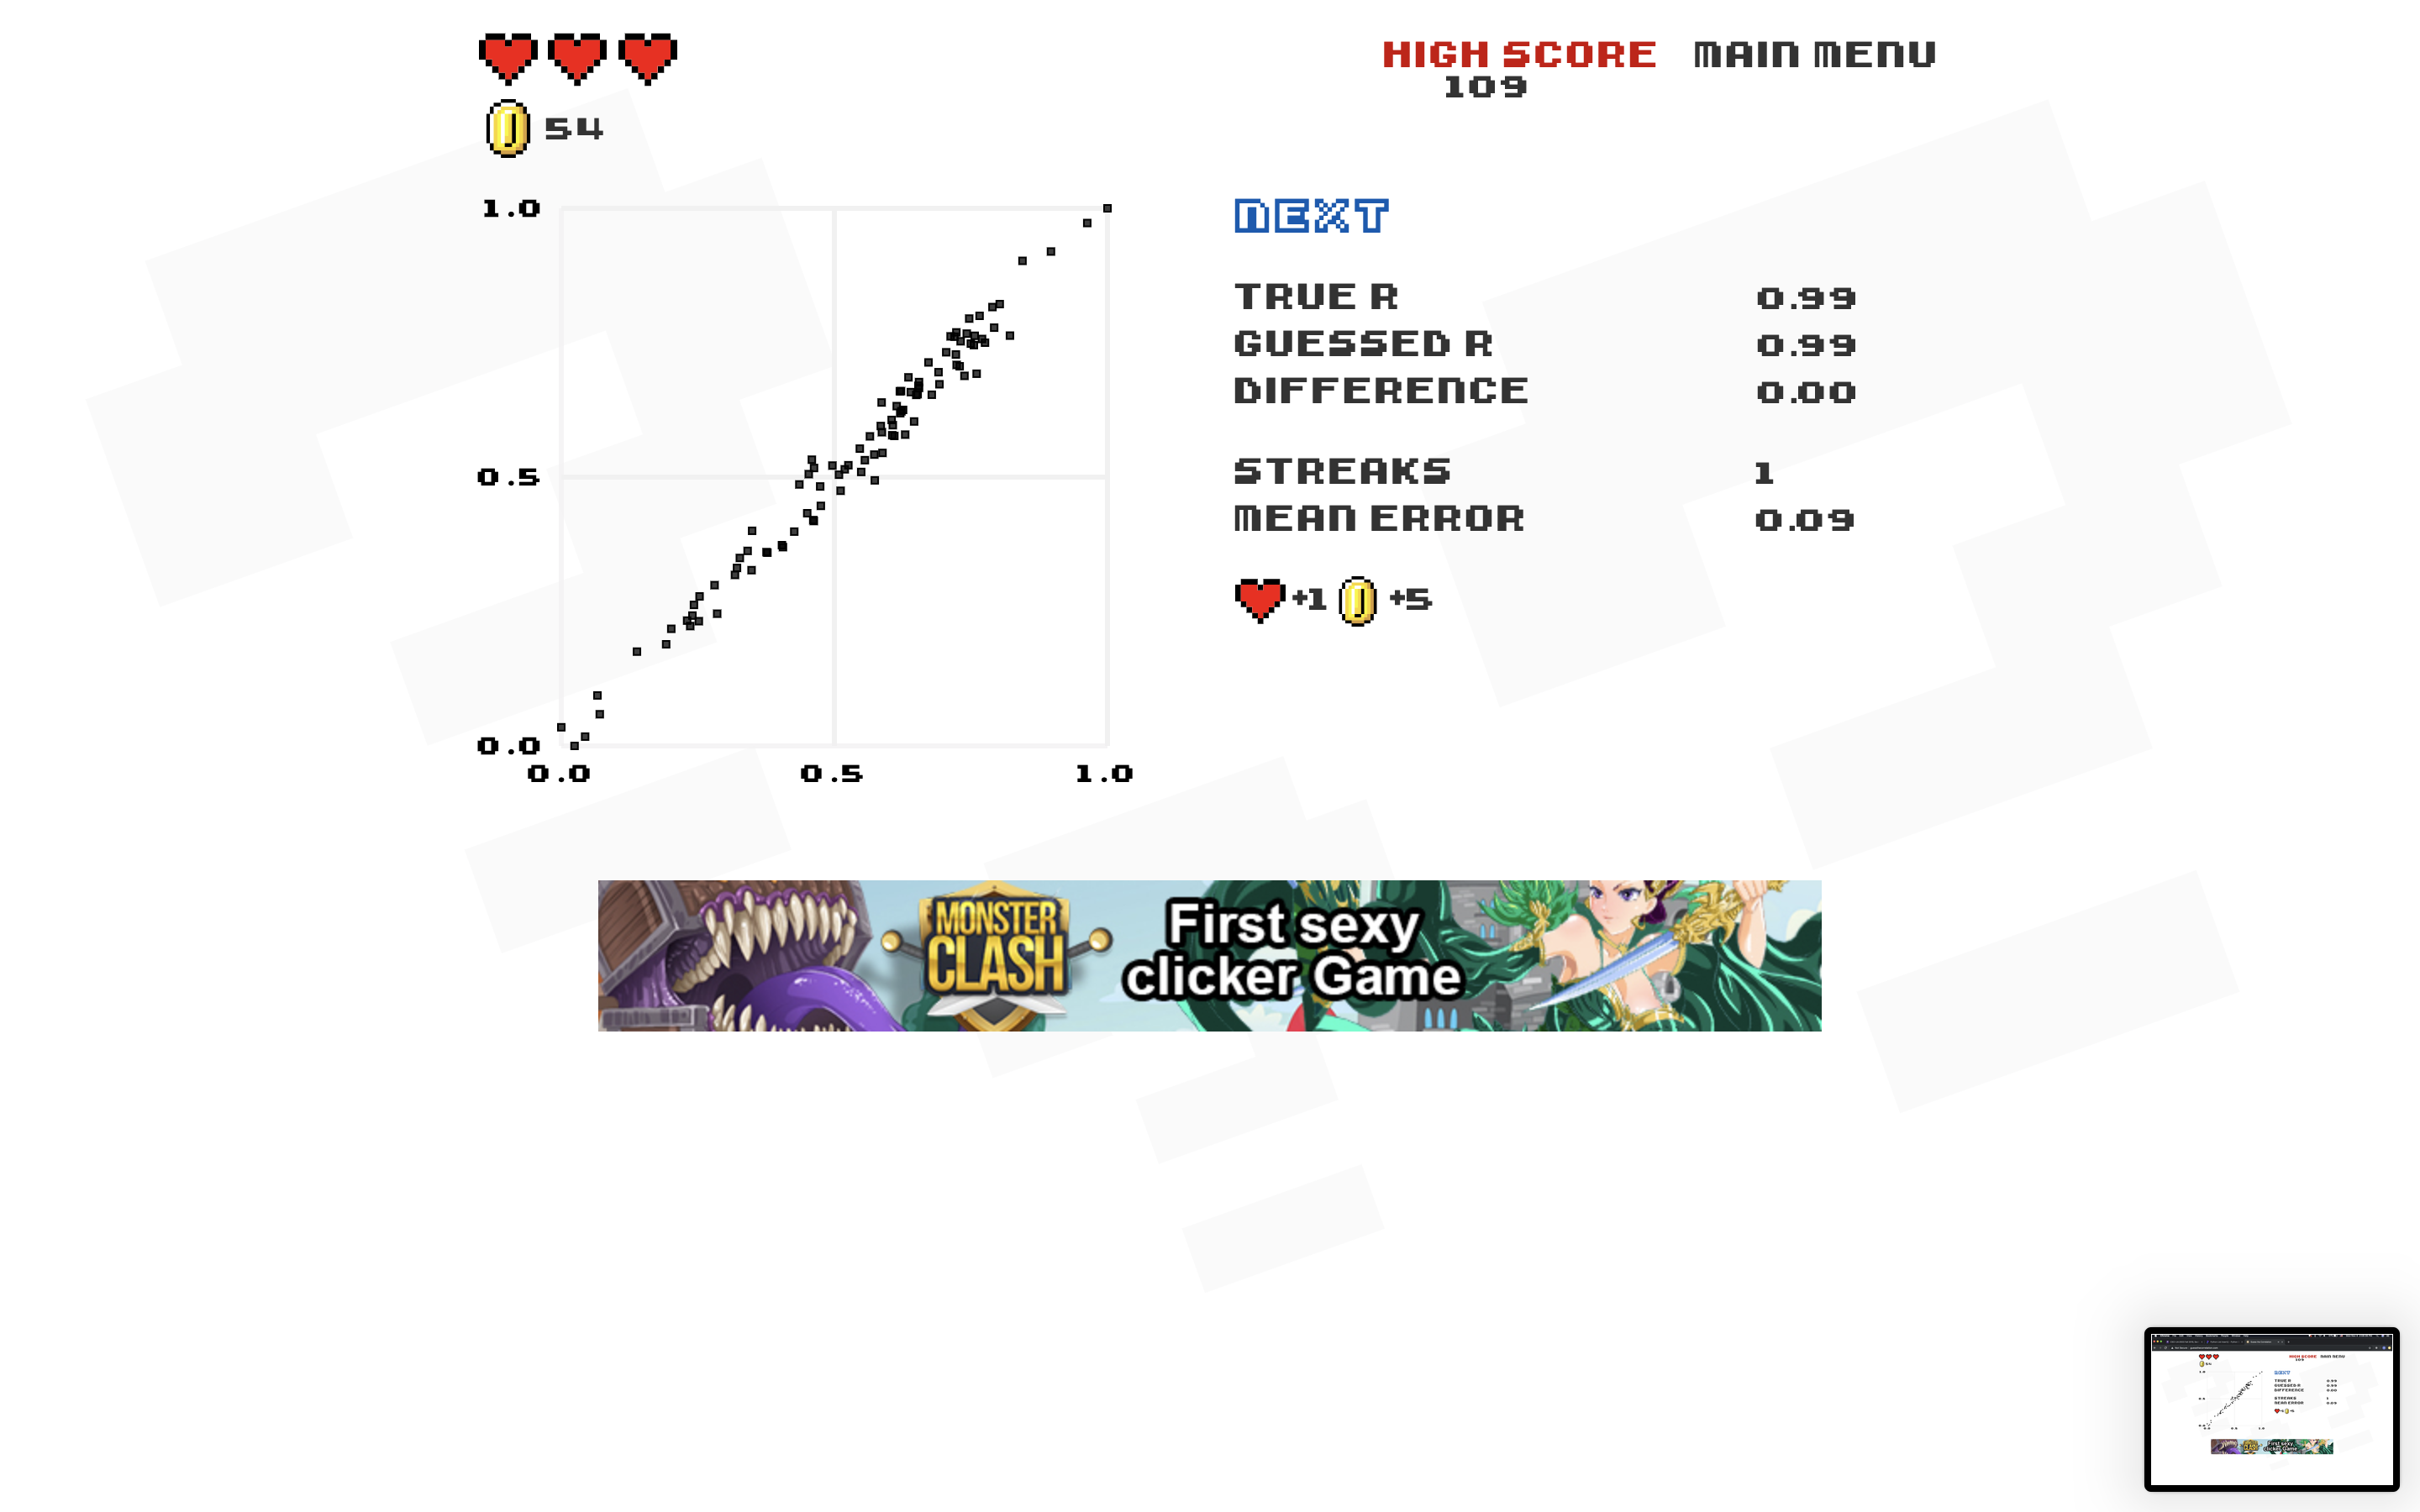 HIGH SCORE MAIN MENU
109
54
1.0
0.5
0.0
0.0 0.5 1.0
NEXT
TRUE R 0.99
GUESSED R 0.99
DIFFERENCE 0.00
STREAKS 1
MEAN ERROR 0.09
+1 +5
MONSTER
CLASH
First sexy
clicker Game